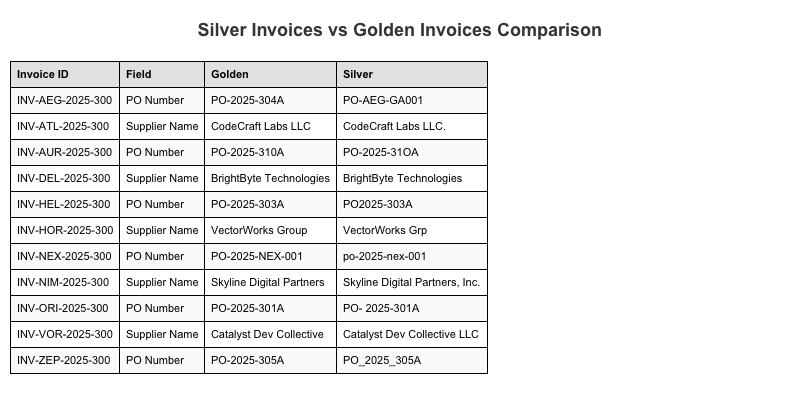 Silver Invoices vs Golden Invoices Comparison
Invoice ID Field Golden Silver
INV-AEG-2025-300 PO Number PO-2025-304A PO-AEG-GA001
INV-ATL-2025-300 Supplier Name CodeCraft Labs LLC CodeCraft Labs LLC.
INV-AUR-2025-300 PO Number PO-2025-310A PO-2025-31OA
INV-DEL-2025-300 Supplier Name BrightByte Technologies BrightByte Technologies
INV-HEL-2025-300 PO Number PO-2025-303A PO2025-303A
INV-HOR-2025-300 Supplier Name VectorWorks Group VectorWorks Grp
INV-NEX-2025-300 PO Number PO-2025-NEX-001 po-2025-nex-001
INV-NIM-2025-300 Supplier Name Skyline Digital Partners Skyline Digital Partners, Inc.
INV-ORI-2025-300 PO Number PO-2025-301A PO- 2025-301A
INV-VOR-2025-300 Supplier Name Catalyst Dev Collective Catalyst Dev Collective LLC
INV-ZEP-2025-300 PO Number PO-2025-305A PO_2025_305A